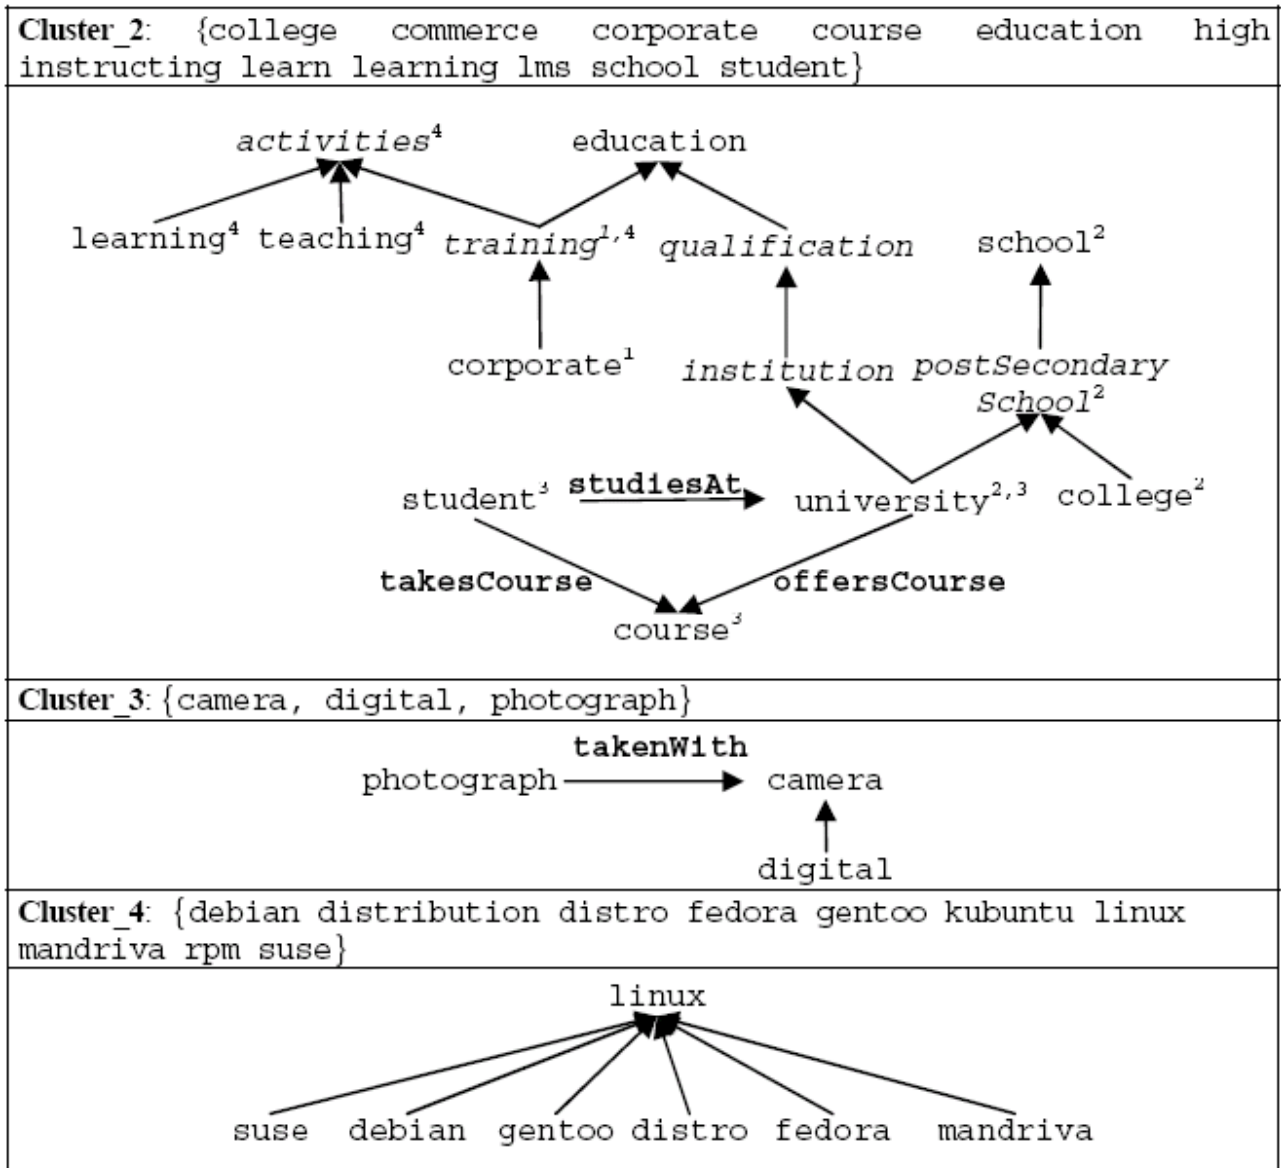 Cluster_2: {college commerce corporate course education high
instructing learn learning lms school student}
activities⁴ education
learning⁴ teaching⁴ training¹,⁴ qualification school²
corporate¹ institution postSecondary
School²
student³ studiesAt university²,³ college²
takesCourse offersCourse
course³
Cluster_3: {camera, digital, photograph}
takenWith
photograph camera
digital
Cluster_4: {debian distribution distro fedora gentoo kubuntu linux
mandriva rpm suse}
linux
suse debian gentoo distro fedora mandriva